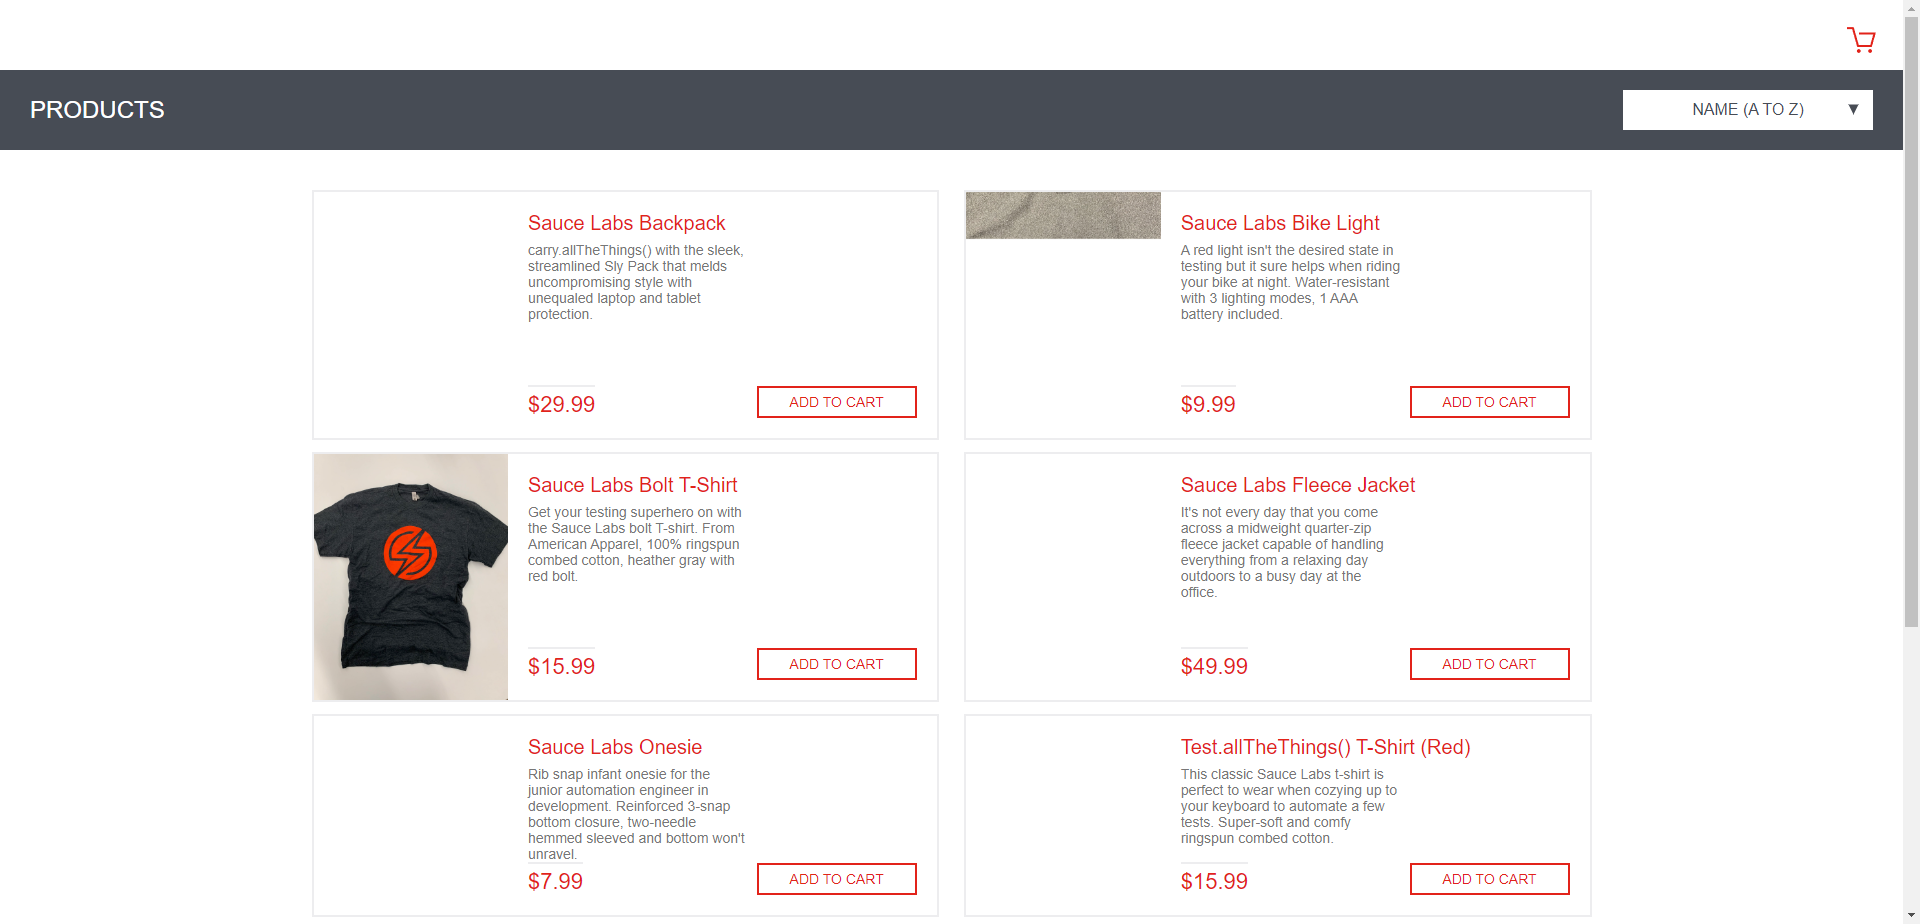 PRODUCTS
NAME (A TO Z)
Sauce Labs Backpack
carry.allTheThings() with the sleek,
streamlined Sly Pack that melds
uncompromising style with
unequaled laptop and tablet
protection.
$29.99
ADD TO CART
Sauce Labs Bike Light
A red light isn't the desired state in
testing but it sure helps when riding
your bike at night. Water-resistant
with 3 lighting modes, 1 AAA
battery included.
$9.99
ADD TO CART
Sauce Labs Bolt T-Shirt
Get your testing superhero on with
the Sauce Labs bolt T-shirt. From
American Apparel, 100% ringspun
combed cotton, heather gray with
red bolt.
$15.99
ADD TO CART
Sauce Labs Fleece Jacket
It's not every day that you come
across a midweight quarter-zip
fleece jacket capable of handling
everything from a relaxing day
outdoors to a busy day at the
office.
$49.99
ADD TO CART
Sauce Labs Onesie
Rib snap infant onesie for the
junior automation engineer in
development. Reinforced 3-snap
bottom closure, two-needle
hemmed sleeved and bottom won't
unravel.
$7.99
ADD TO CART
Test.allTheThings() T-Shirt (Red)
This classic Sauce Labs t-shirt is
perfect to wear when cozying up to
your keyboard to automate a few
tests. Super-soft and comfy
ringspun combed cotton.
$15.99
ADD TO CART